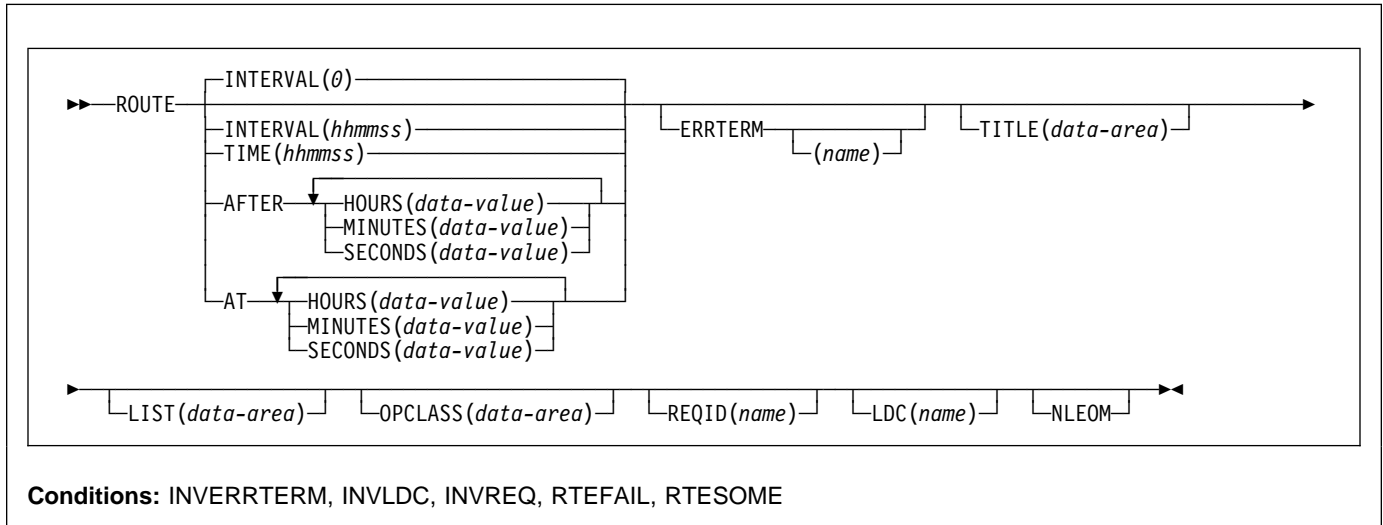 INTERVAL(0)
ROUTE
INTERVAL(hhmmss) ERRTERM TITLE(data-area)
TIME(hhmmss) (name)
AFTER HOURS(data-value)
MINUTES(data-value)
SECONDS(data-value)
AT HOURS(data-value)
MINUTES(data-value)
SECONDS(data-value)
LIST(data-area) OPCLASS(data-area) REQID(name) LDC(name) NLEOM
Conditions: INVERRTERM, INVLDC, INVREQ, RTEFAIL, RTESOME